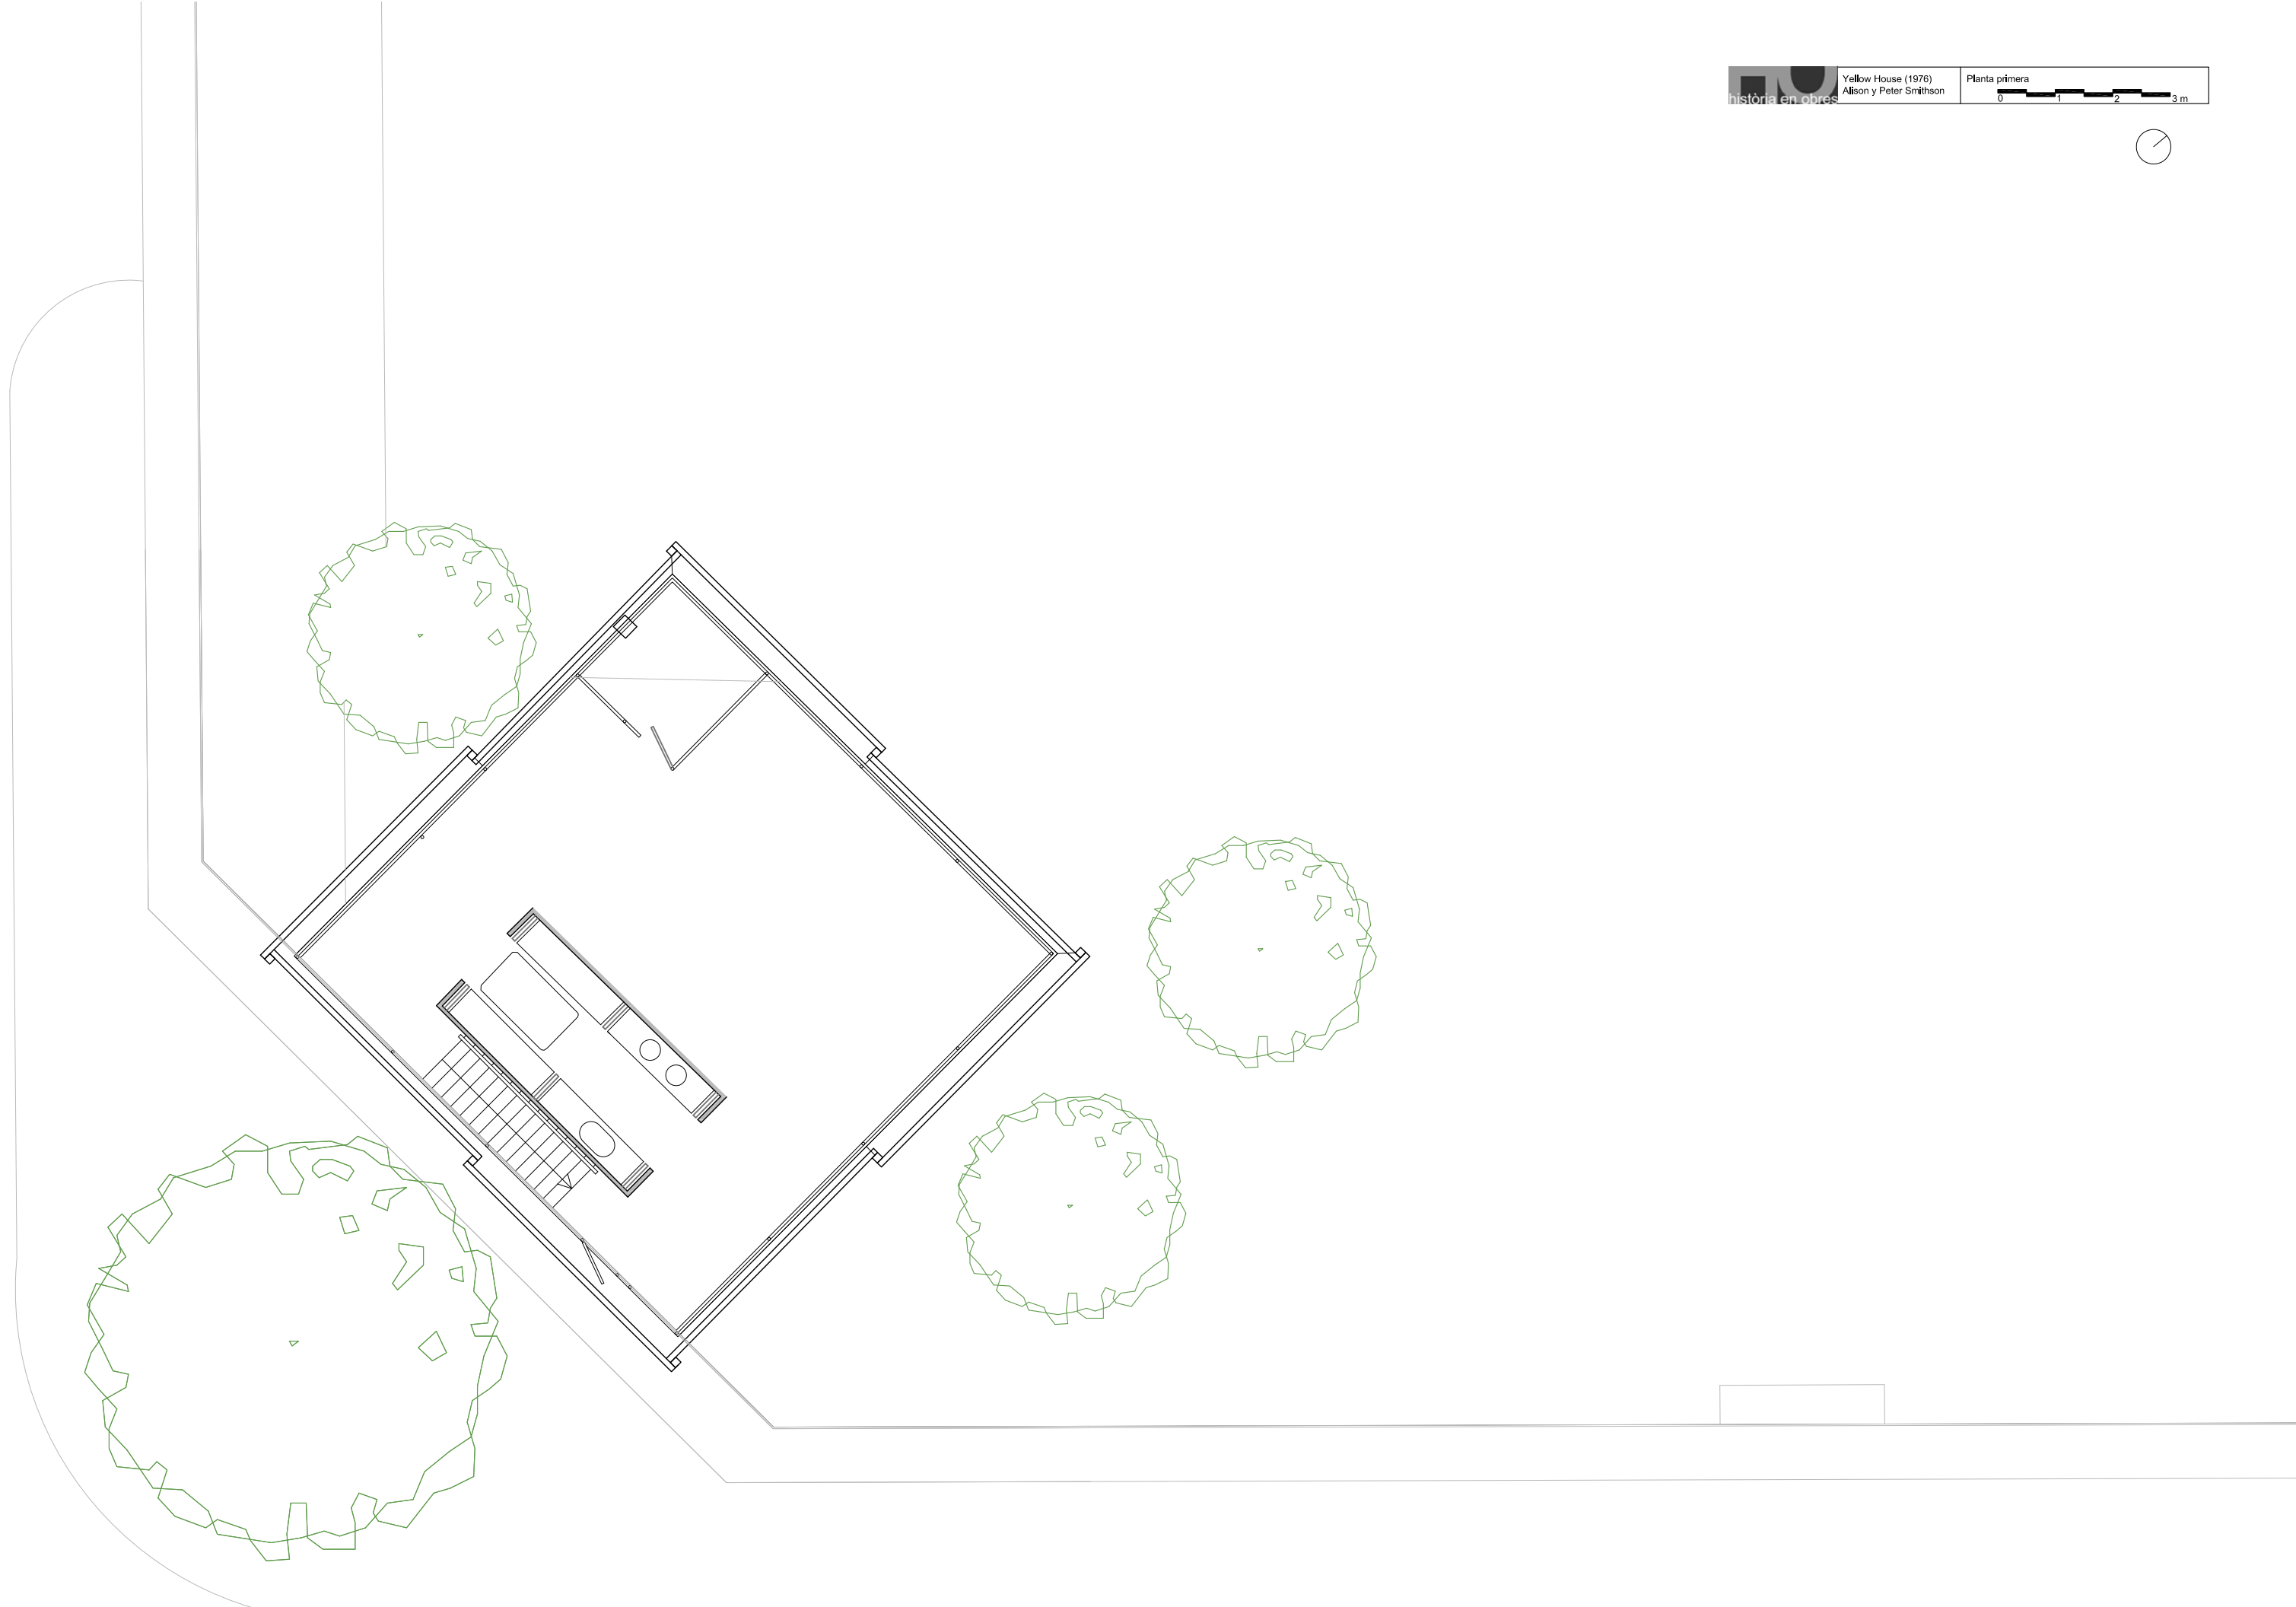 història en obres
Yellow House (1976)
Alison y Peter Smithson
Planta primera
0 1 2 3 m